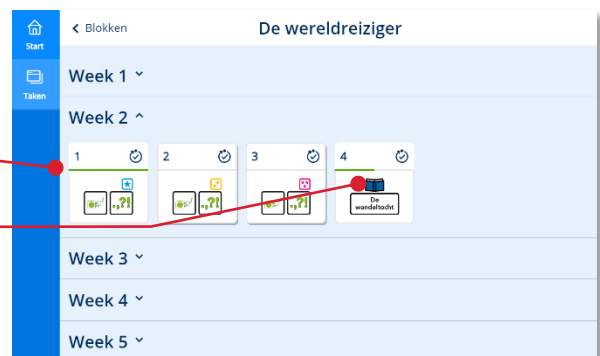 Start
Taken
Blokken
De wereldreiziger
Week 1
Week 2
1
2
3
4
.,?!
.,?!
.,?!
De
wandeltocht
Week 3
Week 4
Week 5